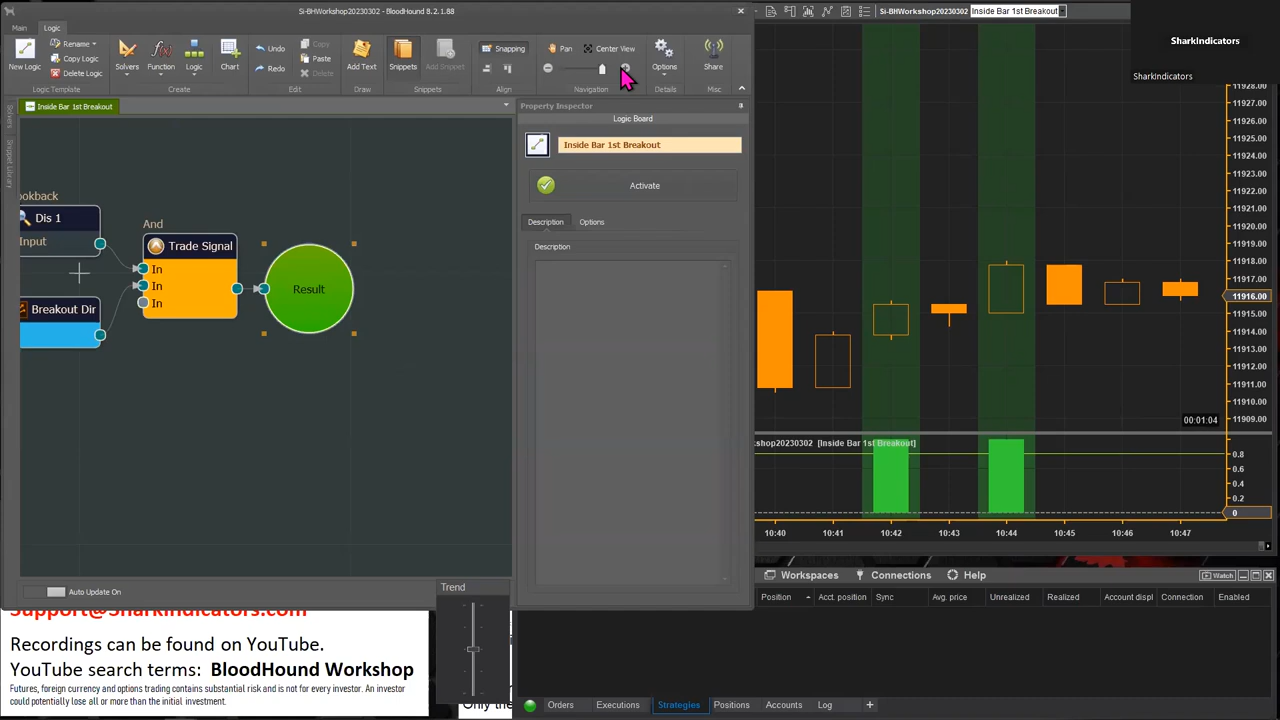 Si-BHWorkshop20230302 - BloodHound 8.2.1.88
Main
Logic
New Logic
Rename
Copy Logic
Delete Logic
Logic Template
Solvers
Function
Logic
Create
Chart
Undo
Redo
Copy
Paste
Delete
Edit
Add Text
Draw
Snippets
Add Snippet
Snippets
Snapping
Align
Pan
Center View
Navigation
Options
Details
Share
Misc
Inside Bar 1st Breakout
Solvers
Snippet Library
ookback
Dis 1
Input
Breakout Dir
And
Trade Signal
In
In
In
Result
Auto Update On
Trend
Property Inspector
Logic Board
Inside Bar 1st Breakout
Activate
Description
Options
Description
Si-BHWorkshop20230302
Inside Bar 1st Breakout
SharkIndicators
SharkIndicators
11928.00
11927.00
11926.00
11925.00
11924.00
11923.00
11922.00
11921.00
11920.00
11919.00
11918.00
11917.00
11916.00
11915.00
11914.00
11913.00
11912.00
11911.00
11910.00
11909.00
00:01:04
kshop20230302 [Inside Bar 1st Breakout]
0.8
0.6
0.4
0.2
0
10:40
10:41
10:42
10:43
10:44
10:45
10:46
10:47
Workspaces
Connections
Help
Watch
Position
Acct. position
Sync
Avg. price
Unrealized
Realized
Account displ
Connection
Enabled
Support@SharkIndicators.com
Recordings can be found on YouTube.
YouTube search terms: BloodHound Workshop
Futures, foreign currency and options trading contains substantial risk and is not for every investor. An investor
could potentially lose all or more than the initial investment.
Only the
Orders
Executions
Strategies
Positions
Accounts
Log
+